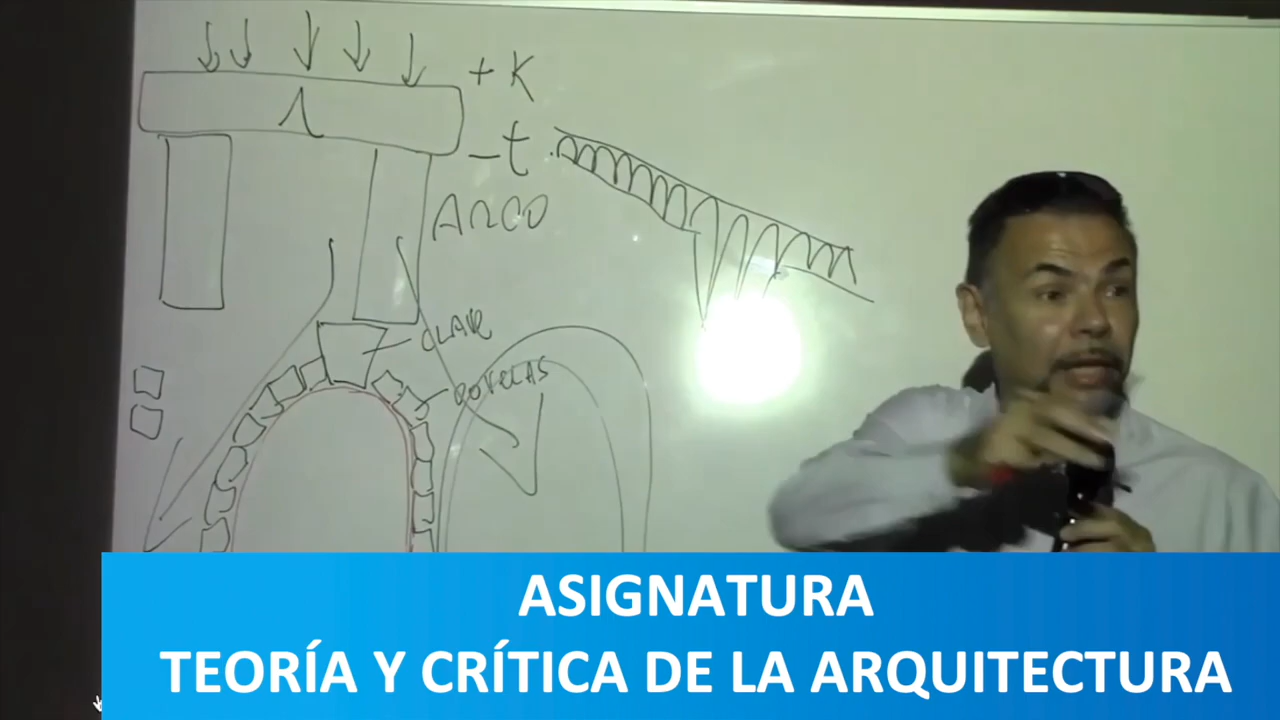 + K
- t
ARCO
CLAVE
DOVELAS
ASIGNATURA
TEORÍA Y CRÍTICA DE LA ARQUITECTURA